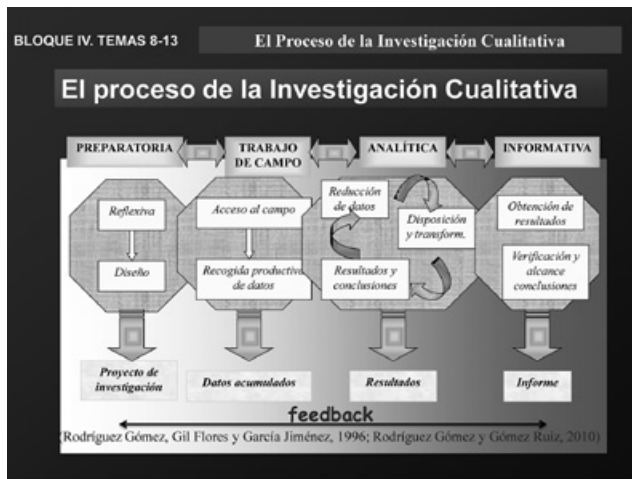 BLOQUE IV. TEMAS 8-13
El Proceso de la Investigación Cualitativa
El proceso de la Investigación Cualitativa
PREPARATORIA
TRABAJO
DE CAMPO
ANALÍTICA
INFORMATIVA
Reflexiva
Diseño
Acceso al campo
Recogida productiva
de datos
Reducción
de datos
Disposición
y transform.
Resultados y
conclusiones
Obtención de
resultados
Verificación y
alcance
conclusiones
Proyecto de
investigación
Datos acumulados
Resultados
Informe
feedback
(Rodríguez Gómez, Gil Flores y García Jiménez, 1996; Rodríguez Gómez y Gómez Ruiz, 2010)